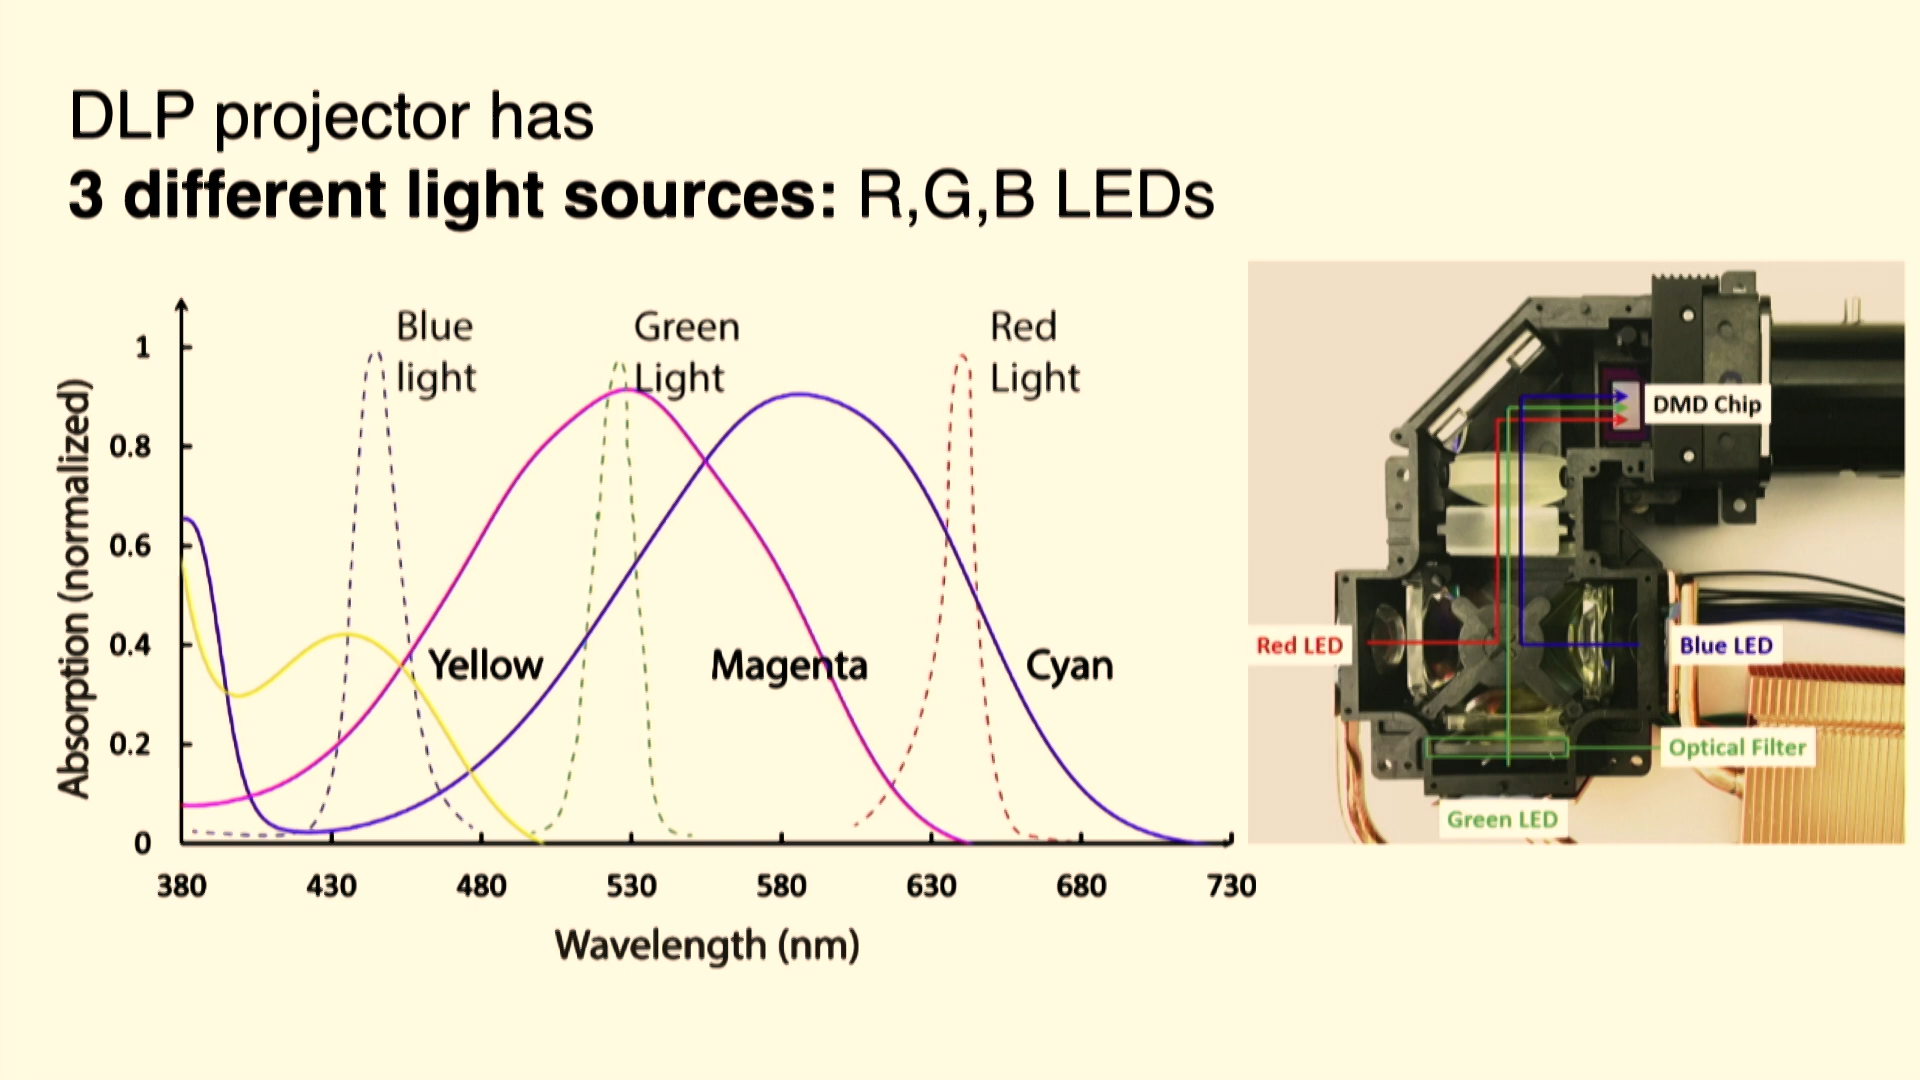 DLP projector has
3 different light sources: R,G,B LEDs
Blue
light
Green
Light
Red
Light
Absorption (normalized)
1
0.8
0.6
0.4
0.2
0
Yellow
Magenta
Cyan
380
430
480
530
580
630
680
730
Wavelength (nm)
DMD Chip
Red LED
Blue LED
Optical Filter
Green LED